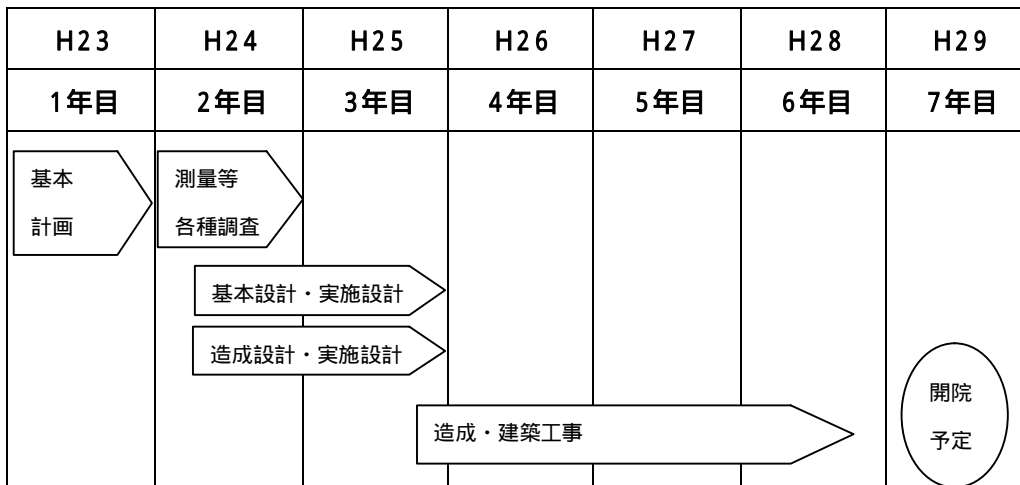 H23 H24 H25 H26 H27 H28 H29
1年目 2年目 3年目 4年目 5年目 6年目 7年目
基本
計画
測量等
各種調査
基本設計・実施設計
造成設計・実施設計
造成・建築工事
開院
予定